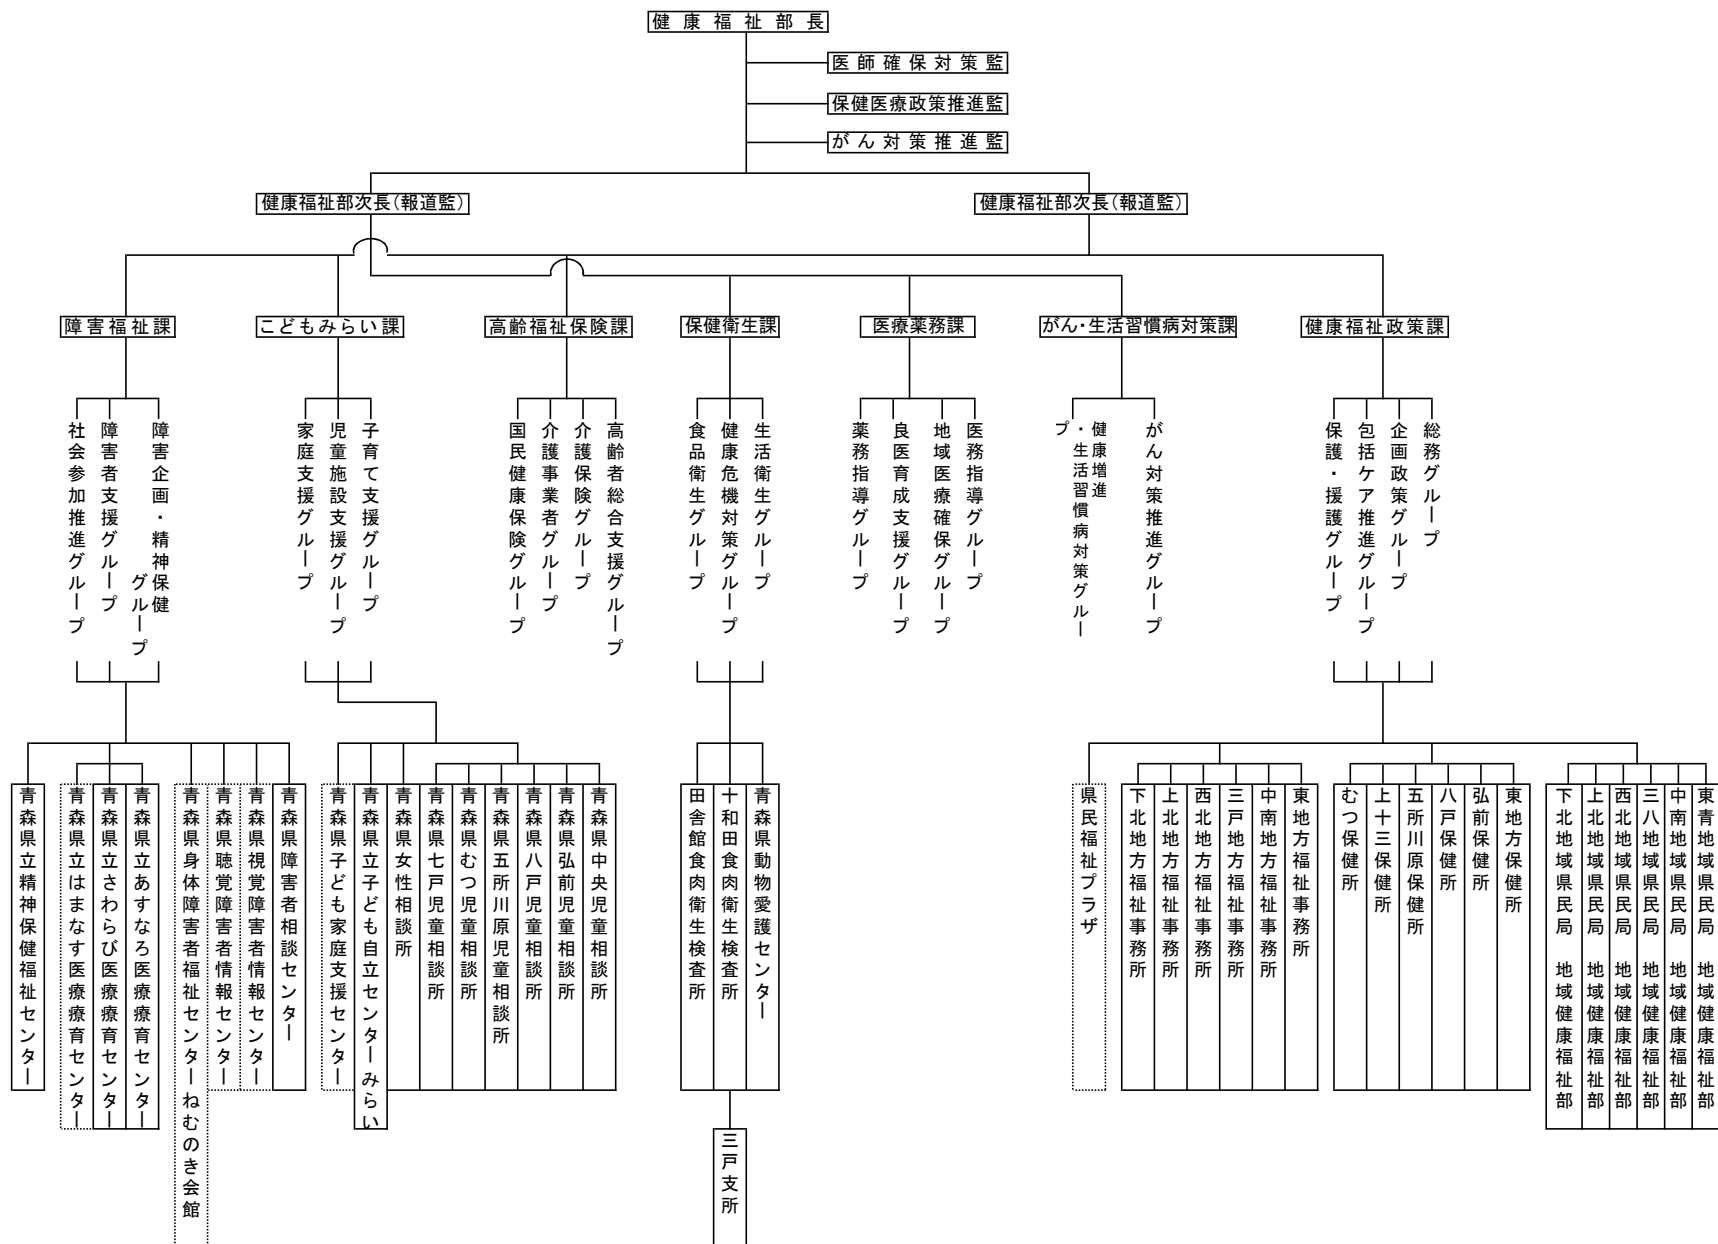 健康福祉部長
医師確保対策監
保健医療政策推進監
がん対策推進監
健康福祉部次長（報道監）
健康福祉部次長（報道監）
障害福祉課
こどもみらい課
高齢福祉保険課
保健衛生課
医療薬務課
がん・生活習慣病対策課
健康福祉政策課
社会参加推進グループ
障害者支援グループ
障害企画・精神保健
グループ
家庭支援グループ
児童施設支援グループ
子育て支援グループ
国民健康保険グループ
介護事業者グループ
介護保険グループ
高齢者総合支援グループ
食品衛生グループ
健康危機対策グループ
生活衛生グループ
薬務指導グループ
良医育成支援グループ
地域医療確保グループ
医務指導グループ
健康増進
・生活習慣病対策グルー
プ
がん対策推進グループ
保護・援護グループ
包括ケア推進グループ
企画政策グループ
総務グループ
青森県立精神保健福祉センター
青森県立はまなす医療療育センター
青森県立さわらび医療療育センター
青森県立あすなろ医療療育センター
青森県身体障害者福祉センターねむのき会館
青森県聴覚障害者情報センター
青森県視覚障害者情報センター
青森県障害者相談センター
青森県子ども家庭支援センター
青森県立子ども自立センターみらい
青森県女性相談所
青森県七戸児童相談所
青森県むつ児童相談所
青森県五所川原児童相談所
青森県八戸児童相談所
青森県弘前児童相談所
青森県中央児童相談所
田舎館食肉衛生検査所
十和田食肉衛生検査所
青森県動物愛護センター
三戸支所
県民福祉プラザ
下北地方福祉事務所
上北地方福祉事務所
西北地方福祉事務所
三戸地方福祉事務所
中南地方福祉事務所
東地方福祉事務所
むつ保健所
上十三保健所
五所川原保健所
八戸保健所
弘前保健所
東地方保健所
下北地域県民局 地域健康福祉部
上北地域県民局 地域健康福祉部
西北地域県民局 地域健康福祉部
三八地域県民局 地域健康福祉部
中南地域県民局 地域健康福祉部
東青地域県民局 地域健康福祉部